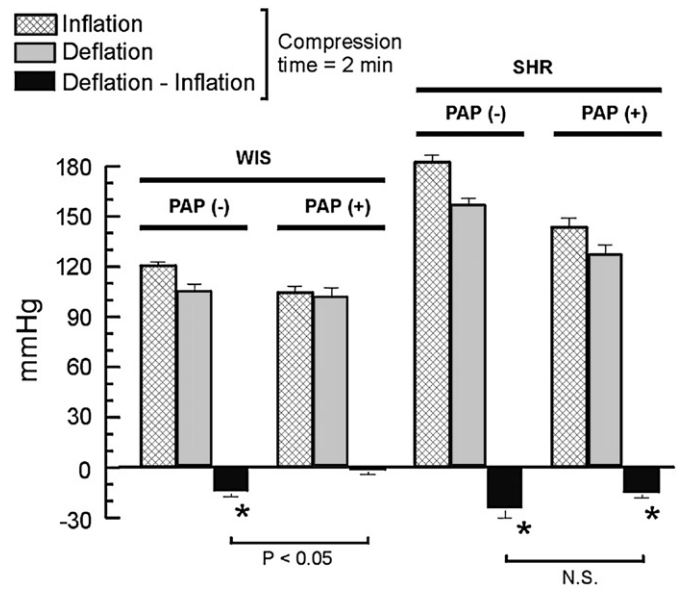 Inflation
Deflation
Deflation - Inflation
Compression
time = 2 min
SHR
PAP (-) PAP (+)
WIS
PAP (-) PAP (+)
mmHg
180
150
120
90
60
30
0
-30
*
*
*
P < 0.05
N.S.